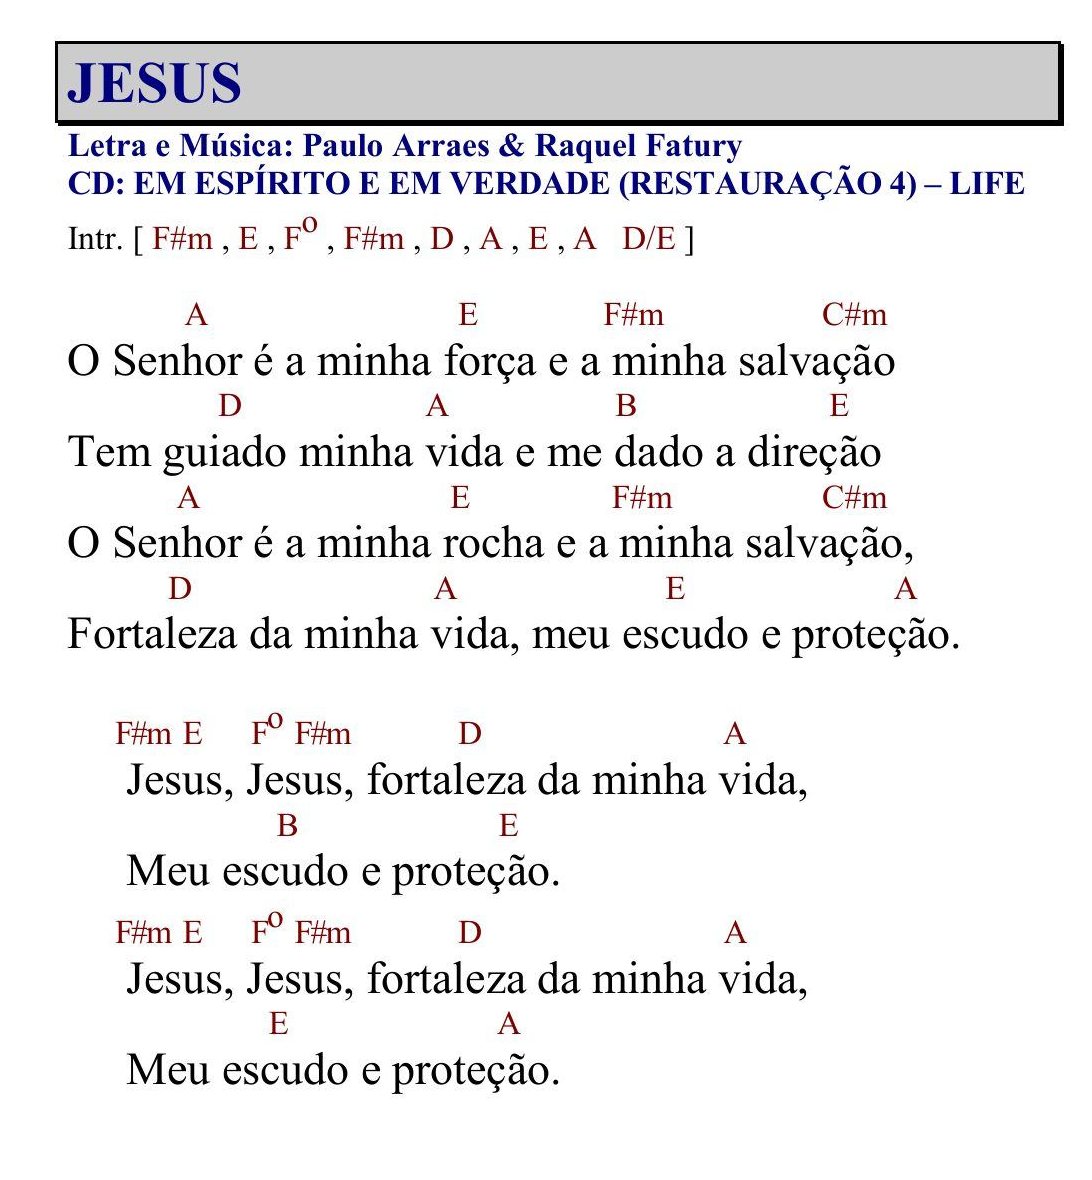 JESUS
Letra e Música: Paulo Arraes & Raquel Fatury
CD: EM ESPÍRITO E EM VERDADE (RESTAURAÇÃO 4) – LIFE
Intr. [ F#m , E , Fº , F#m , D , A , E , A D/E ]
A E F#m C#m
O Senhor é a minha força e a minha salvação
D A B E
Tem guiado minha vida e me dado a direção
A E F#m C#m
O Senhor é a minha rocha e a minha salvação,
D A E A
Fortaleza da minha vida, meu escudo e proteção.
F#m E Fº F#m D A
Jesus, Jesus, fortaleza da minha vida,
B E
Meu escudo e proteção.
F#m E Fº F#m D A
Jesus, Jesus, fortaleza da minha vida,
E A
Meu escudo e proteção.